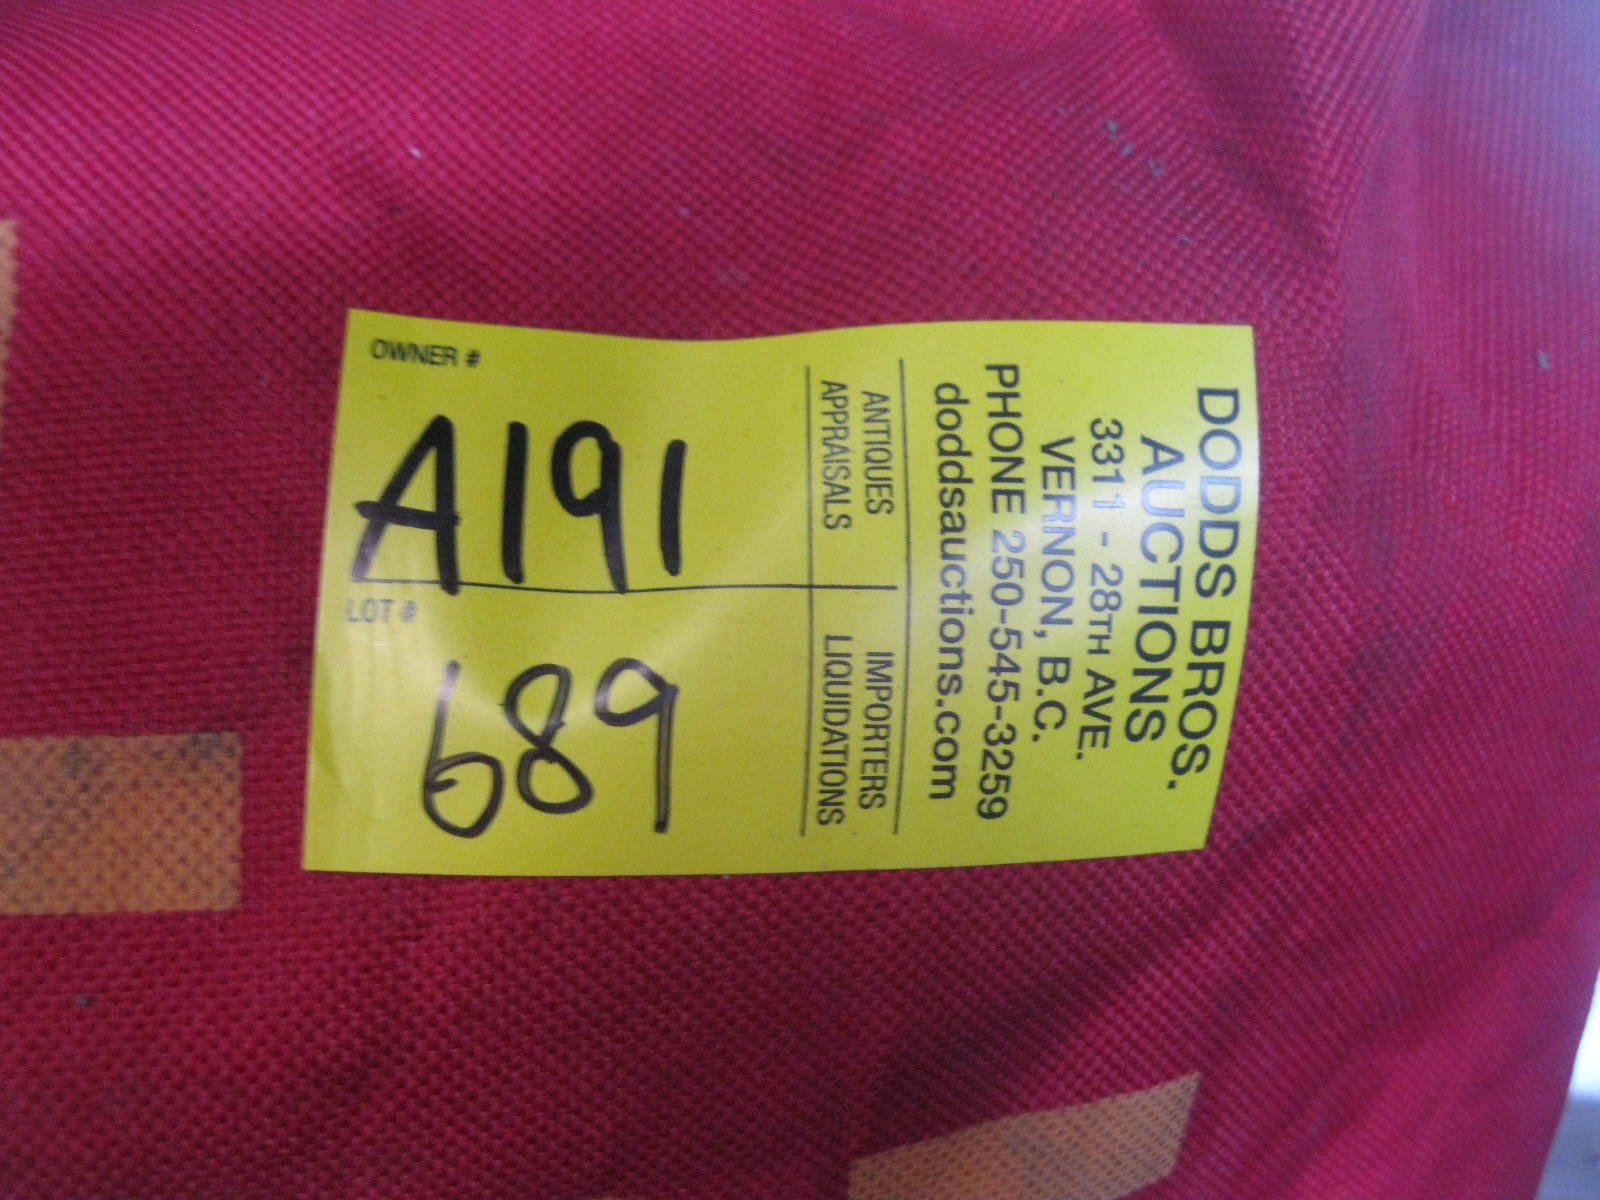 DODDS BROS.
AUCTIONS
3311 - 28TH AVE.
VERNON, B.C.
PHONE 250-545-3259
doddsauctions.com
ANTIQUES
APPRAISALS
IMPORTERS
LIQUIDATIONS
OWNER #
A191
LOT #
689